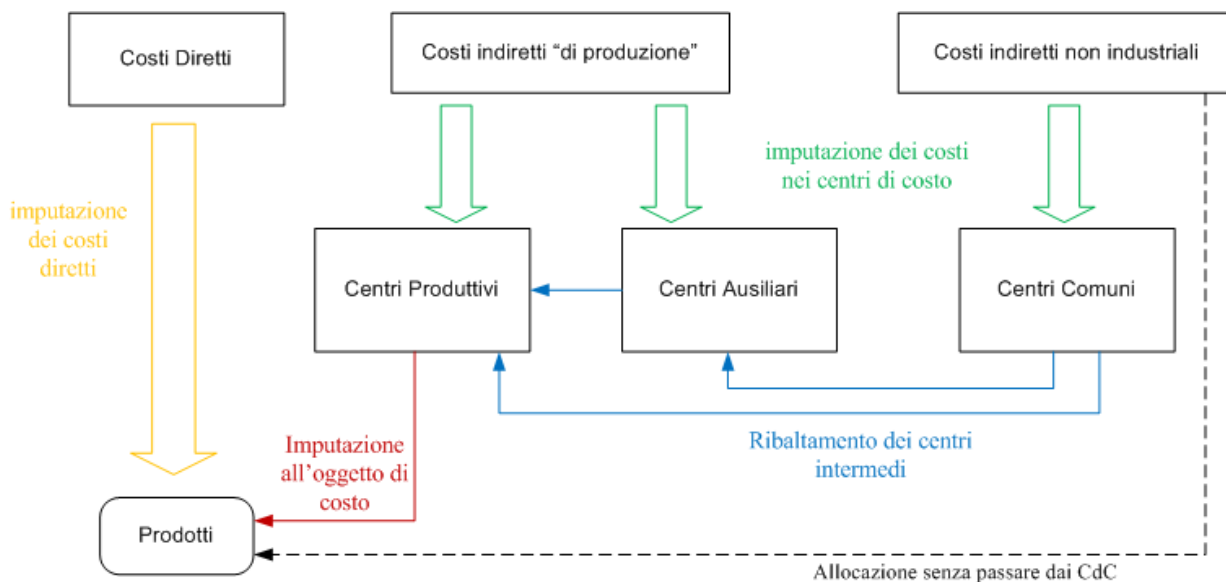 Costi Diretti
Costi indiretti “di produzione”
Costi indiretti non industriali
imputazione dei costi
nei centri di costo
imputazione
dei costi
diretti
Centri Produttivi
Centri Ausiliari
Centri Comuni
Imputazione
all’oggetto di
costo
Ribaltamento dei centri
intermedi
Prodotti
Allocazione senza passare dai CdC